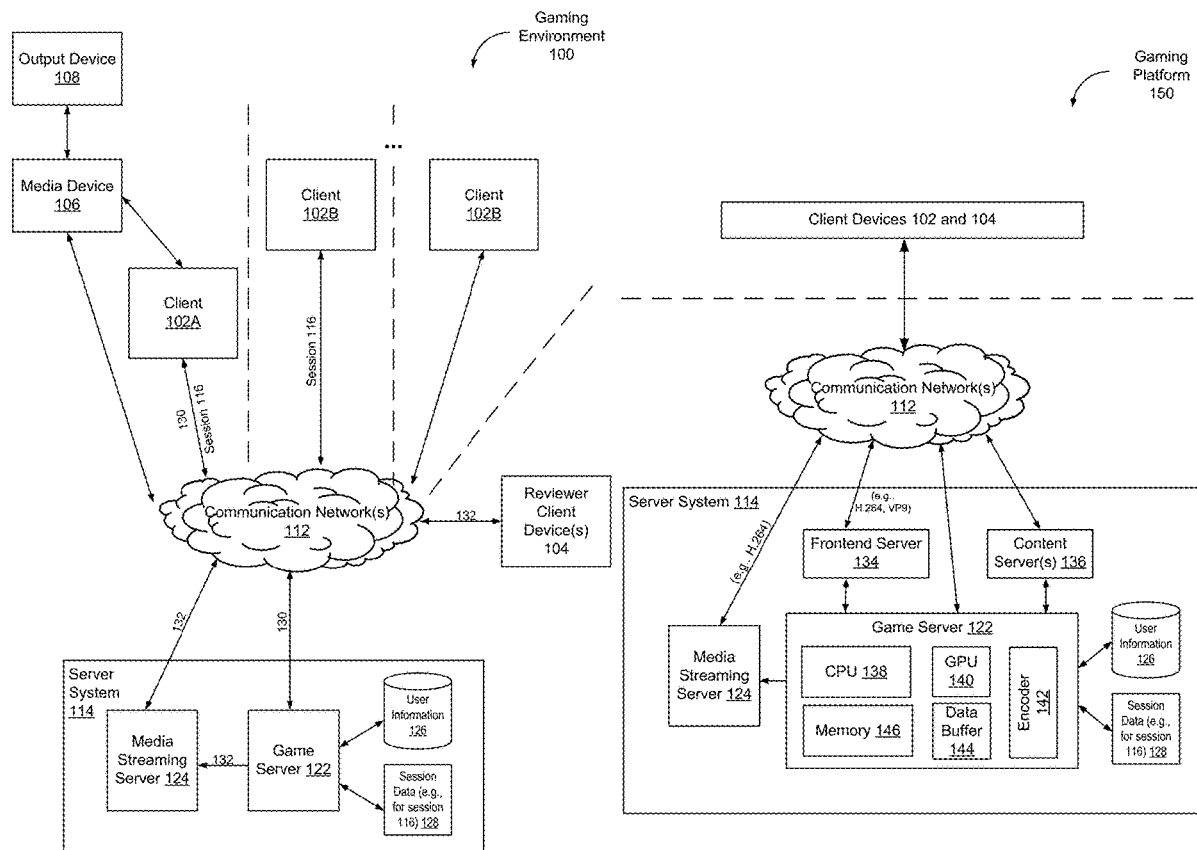 Gaming
Environment
100
Output Device
108
Media Device
106
Client
102A
Client
102B
...
Client
102B
130
Session 116
Session 116
Communication Network(s)
112
132
Reviewer
Client
Device(s)
104
132
130
Server
System
114
Media
Streaming
Server 124
132
Game
Server 122
User
Information
126
Session
Data (e.g.,
for session
116) 128
Gaming
Platform
150
Client Devices 102 and 104
Communication Network(s)
112
Server System 114
(e.g., H.264)
(e.g.,
H.264, VP9)
Frontend Server
134
Content
Server(s) 136
Media
Streaming
Server 124
Game Server 122
CPU 138
GPU
140
Encoder
142
Memory 146
Data
Buffer
144
User
Information
126
Session
Data (e.g.,
for session
116) 128